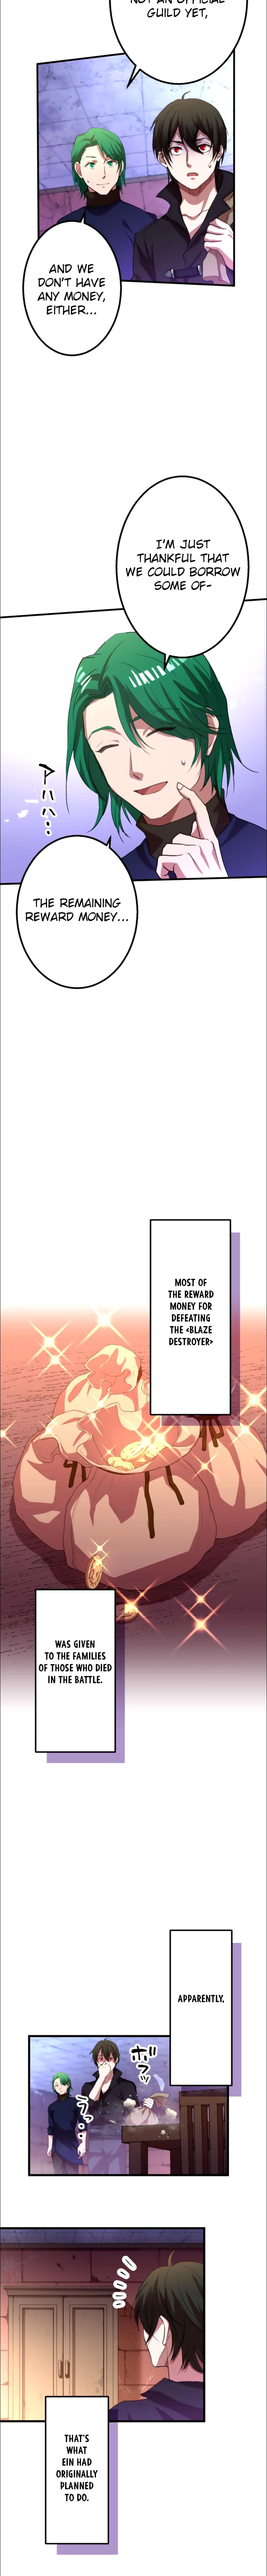 NOT AN OFFICIAL
GUILD YET,
AND WE
DON'T HAVE
ANY MONEY,
EITHER...
I'M JUST
THANKFUL THAT
WE COULD BORROW
SOME OF-
アハハ・・
THE REMAINING
REWARD MONEY...
MOST OF
THE REWARD
MONEY FOR
DEFEATING
THE <BLAZE
DESTROYER>
WAS GIVEN
TO THE FAMILIES
OF THOSE WHO DIED
IN THE BATTLE.
APPARENTLY,
ボフッ
うっ・・
THAT'S
WHAT
EIN HAD
ORIGINALLY
PLANNED
TO DO.